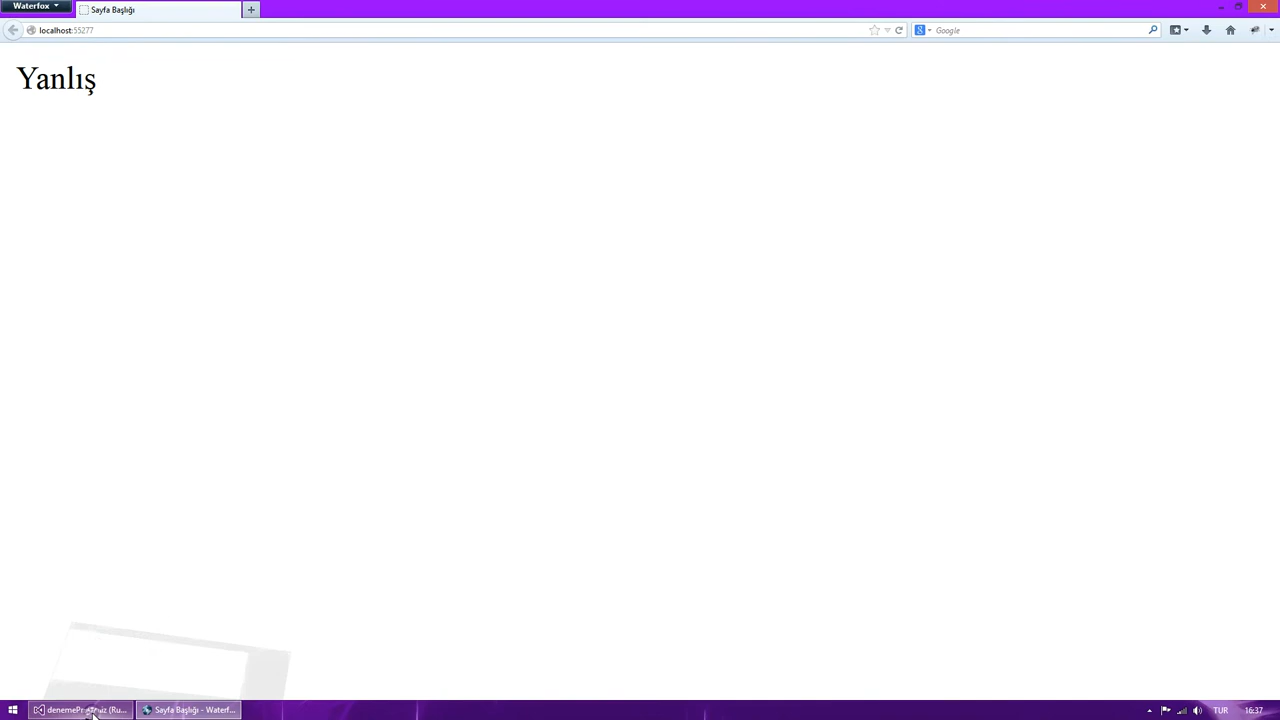 Waterfox
Sayfa Başlığı
localhost:55277
Google
Yanlış
Sayfa Başlığı - Waterf...
TUR
16:37